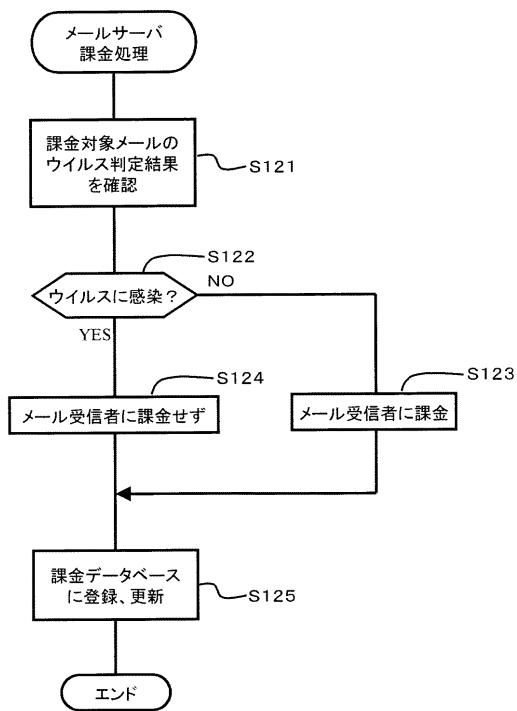 メールサーバ
課金処理
課金対象メールの
ウイルス判定結果
を確認
S121
S122
ウイルスに感染?
NO
YES
S124
メール受信者に課金せず
S123
メール受信者に課金
課金データベース
に登録、更新
S125
エンド